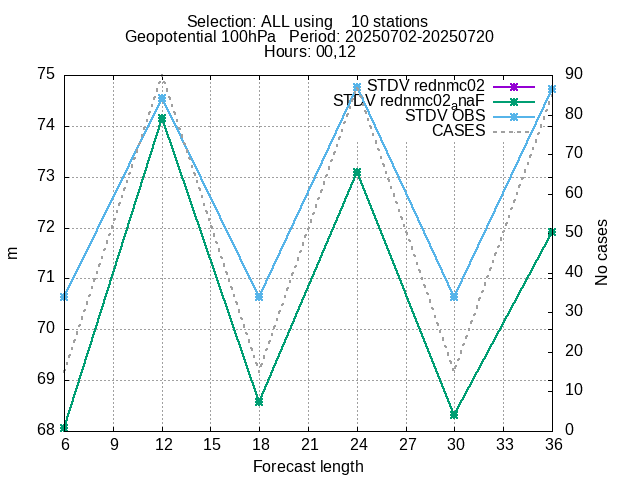 Selection: ALL using    10 stations
Geopotential 100hPa   Period: 20250702-20250720
Hours: 00,12
75
74
73
72
71
70
69
68
m
90
80
70
60
50
40
30
20
10
0
No cases
STDV rednmc02
STDV rednmc02anaF
STDV OBS
CASES
6 9 12 15 18 21 24 27 30 33 36
Forecast length